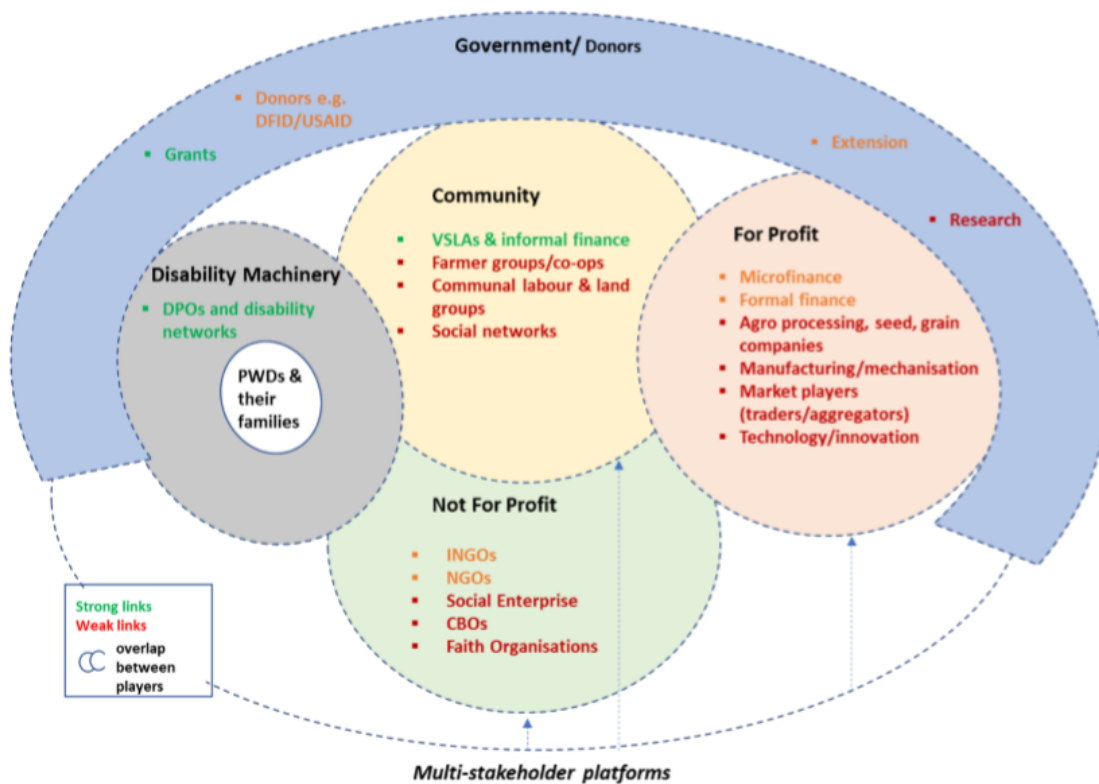 Government/ Donors
▪ Donors e.g.
DFID/USAID
▪ Grants
▪ Extension
▪ Research
Community
▪ VSLAs & informal finance
▪ Farmer groups/co-ops
▪ Communal labour & land
groups
▪ Social networks
For Profit
▪ Microfinance
▪ Formal finance
▪ Agro processing, seed, grain
companies
▪ Manufacturing/mechanisation
▪ Market players
(traders/aggregators)
▪ Technology/innovation
Disability Machinery
▪ DPOs and disability
networks
PWDs &
their
families
Not For Profit
▪ INGOs
▪ NGOs
▪ Social Enterprise
▪ CBOs
▪ Faith Organisations
Strong links
Weak links
overlap
between
players
Multi-stakeholder platforms